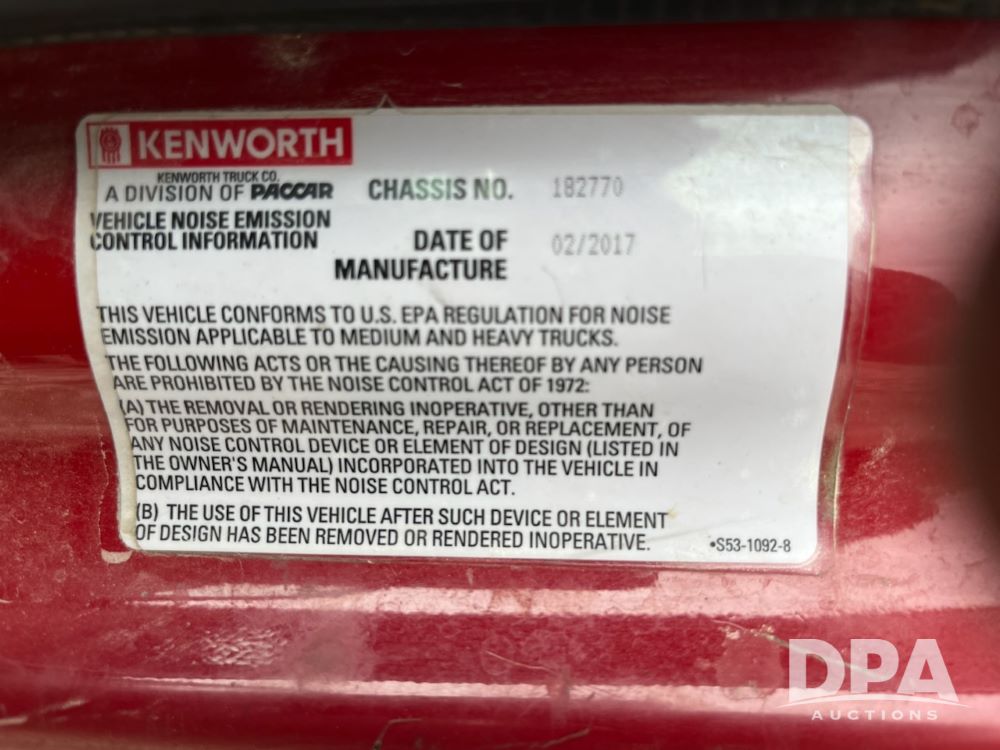 KENWORTH
KENWORTH TRUCK CO.
A DIVISION OF PACCAR
CHASSIS NO. 182770
VEHICLE NOISE EMISSION
CONTROL INFORMATION
DATE OF
MANUFACTURE
02/2017
THIS VEHICLE CONFORMS TO U.S. EPA REGULATION FOR NOISE
EMISSION APPLICABLE TO MEDIUM AND HEAVY TRUCKS.
THE FOLLOWING ACTS OR THE CAUSING THEREOF BY ANY PERSON
ARE PROHIBITED BY THE NOISE CONTROL ACT OF 1972:
(A) THE REMOVAL OR RENDERING INOPERATIVE, OTHER THAN
FOR PURPOSES OF MAINTENANCE, REPAIR, OR REPLACEMENT, OF
ANY NOISE CONTROL DEVICE OR ELEMENT OF DESIGN (LISTED IN
THE OWNER'S MANUAL) INCORPORATED INTO THE VEHICLE IN
COMPLIANCE WITH THE NOISE CONTROL ACT.
(B) THE USE OF THIS VEHICLE AFTER SUCH DEVICE OR ELEMENT
OF DESIGN HAS BEEN REMOVED OR RENDERED INOPERATIVE.
•S53-1092-8
DPA
AUCTIONS